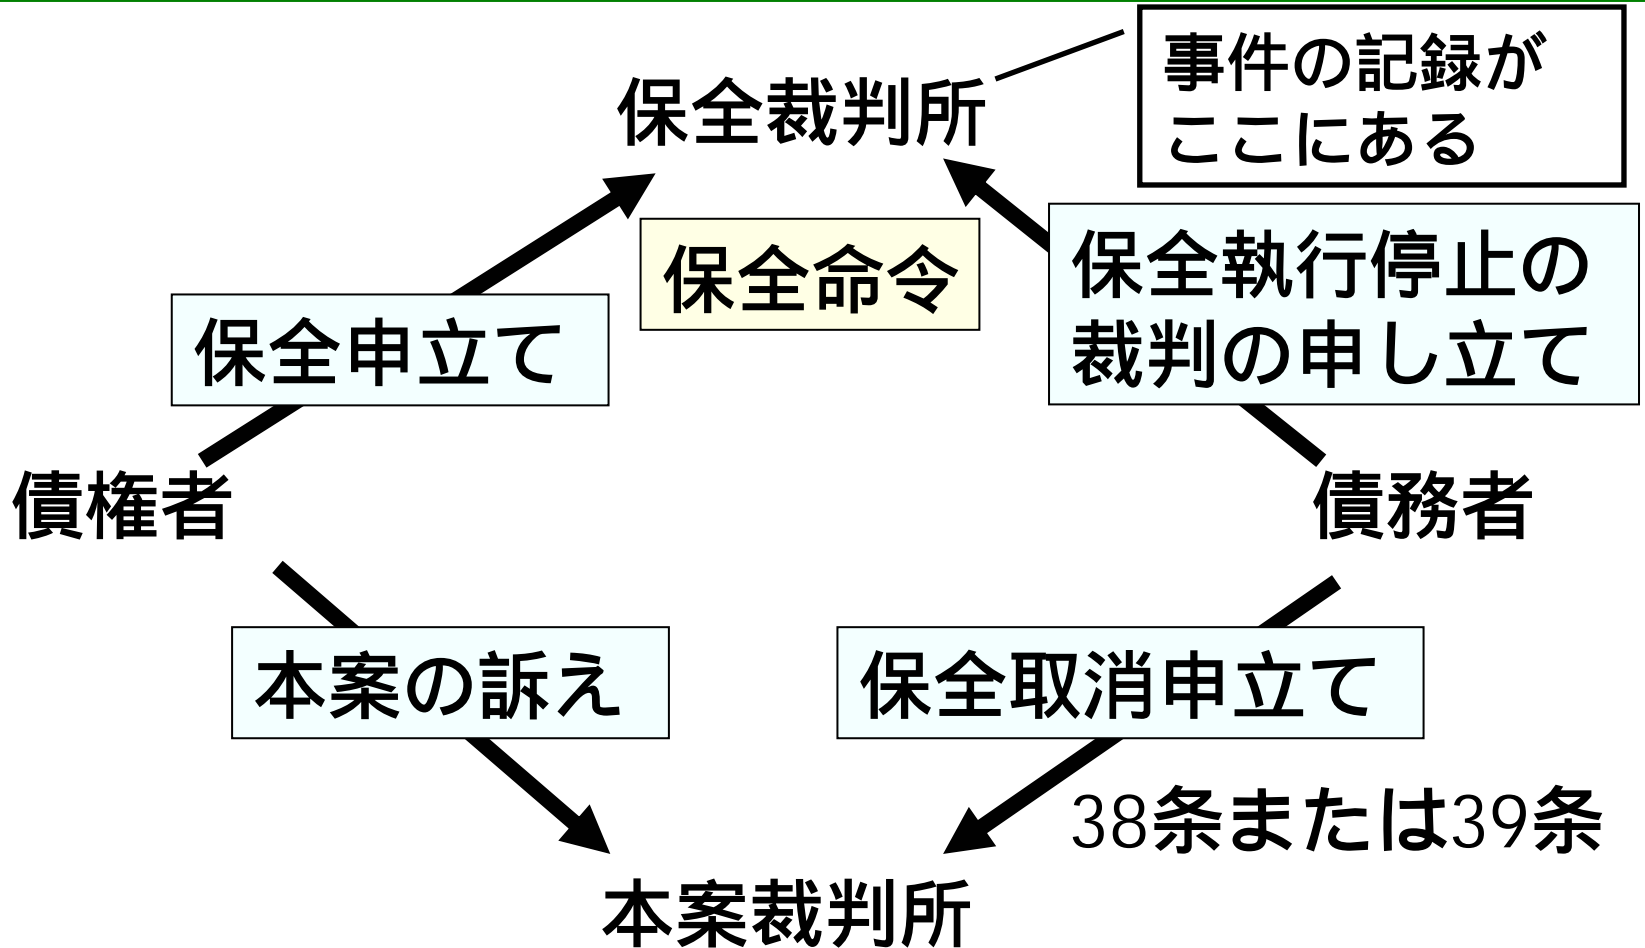 事件の記録が
ここにある
保全裁判所
保全命令
保全執行停止の
裁判の申し立て
保全申立て
債権者
債務者
本案の訴え
保全取消申立て
38条または39条
本案裁判所